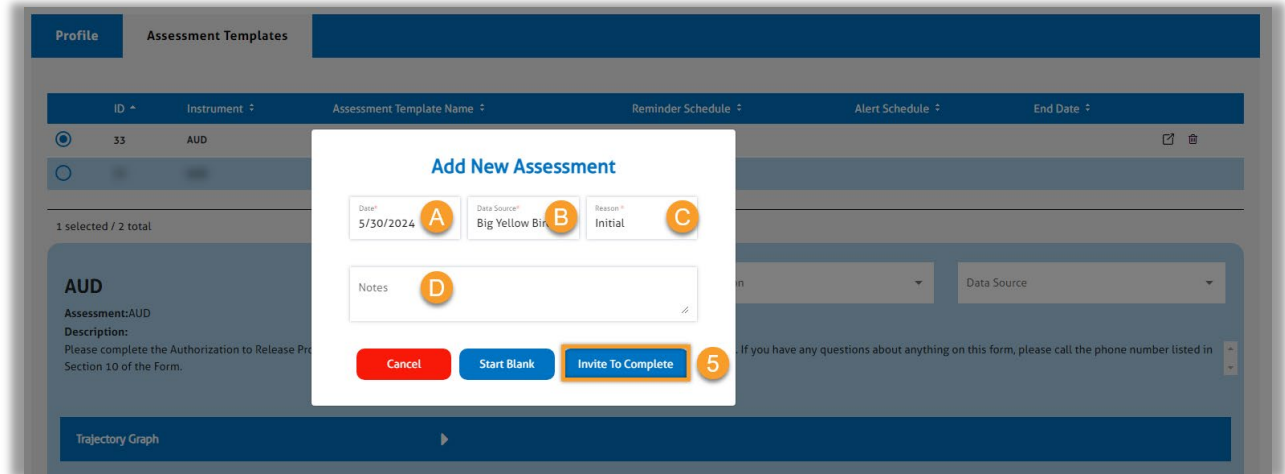 Profile Assessment Templates
ID Instrument Assessment Template Name Reminder Schedule Alert Schedule End Date
33 AUD
Add New Assessment
Date* Data Source* Reason *
5/30/2024 A Big Yellow B Initial C
1 selected / 2 total
Notes D
Data Source
AUD
Assessment:AUD
Description:
Please complete the Authorization to Release If you have any questions about anything on this form, please call the phone number listed in
Section 10 of the Form.
Cancel Start Blank Invite To Complete 5
Trajectory Graph